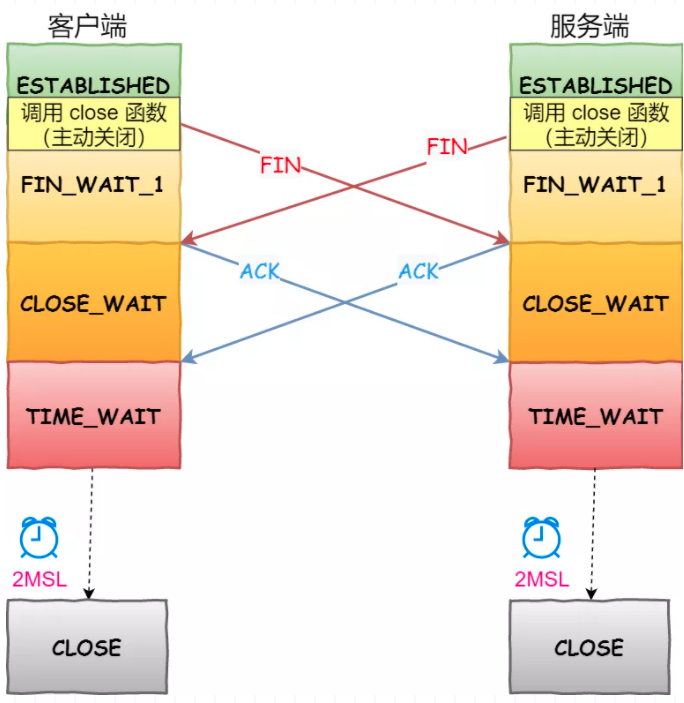 客户端
服务端
ESTABLISHED
ESTABLISHED
调用 close 函数
（主动关闭）
调用 close 函数
（主动关闭）
FIN
FIN
FIN_WAIT_1
FIN_WAIT_1
ACK
ACK
CLOSE_WAIT
CLOSE_WAIT
TIME_WAIT
TIME_WAIT
2MSL
2MSL
CLOSE
CLOSE